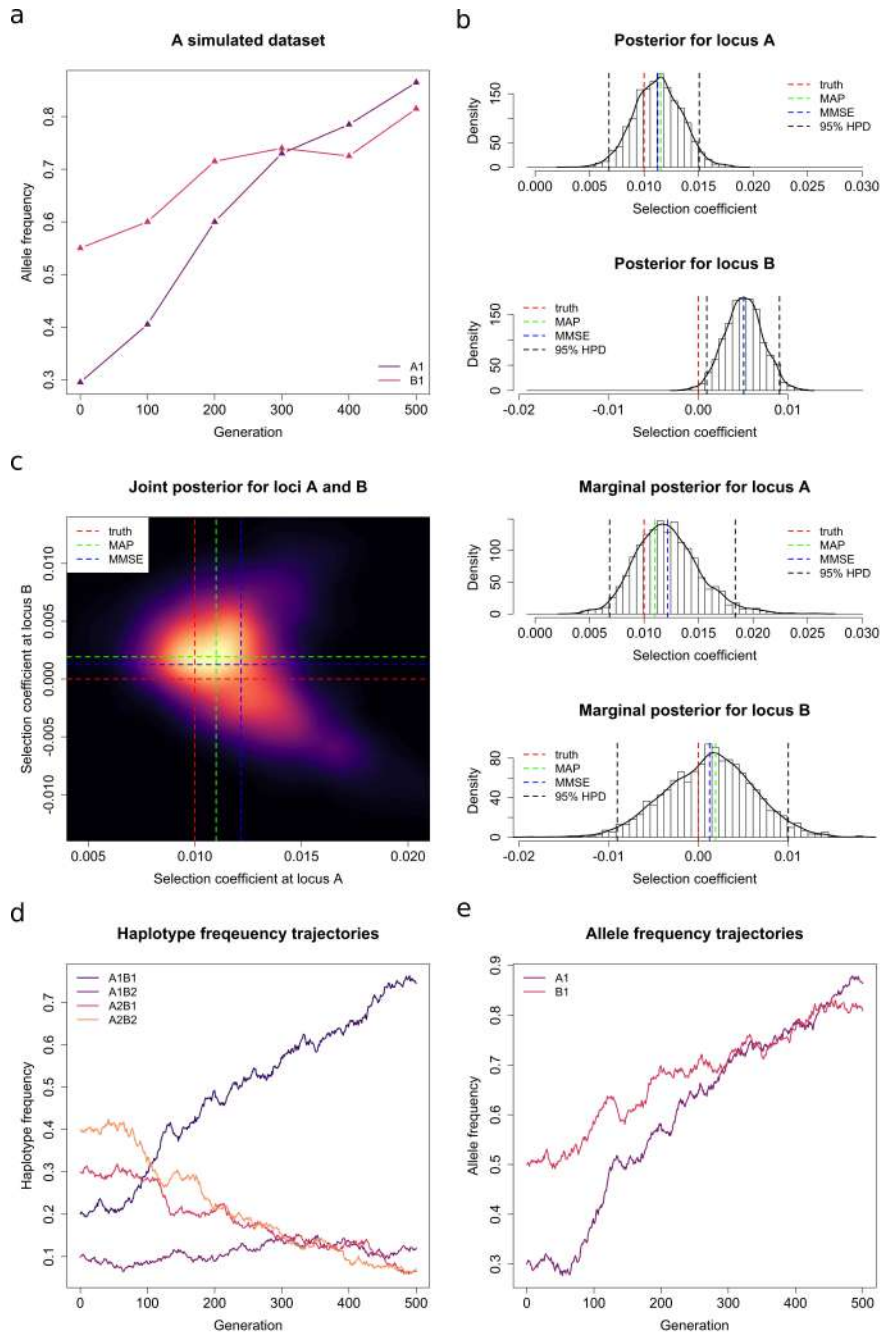 a
A simulated dataset
Allele frequency
0.3 0.4 0.5 0.6 0.7 0.8
A1
B1
0 100 200 300 400 500
Generation
b
Posterior for locus A
Density
0 50 150
truth
MAP
MMSE
95% HPD
0.000 0.005 0.010 0.015 0.020 0.025 0.030
Selection coefficient
Posterior for locus B
Density
0 50 150
truth
MAP
MMSE
95% HPD
-0.02 -0.01 0.00 0.01
Selection coefficient
c
Joint posterior for loci A and B
Selection coefficient at locus B
-0.010 -0.005 0.000 0.005 0.010
truth
MAP
MMSE
0.005 0.010 0.015 0.020
Selection coefficient at locus A
Marginal posterior for locus A
Density
0 50 100
truth
MAP
MMSE
95% HPD
0.000 0.005 0.010 0.015 0.020 0.025 0.030
Selection coefficient
Marginal posterior for locus B
Density
0 20 40 80
truth
MAP
MMSE
95% HPD
-0.02 -0.01 0.00 0.01
Selection coefficient
d
Haplotype freqeuency trajectories
Haplotype frequency
0.1 0.2 0.3 0.4 0.5 0.6 0.7
A1B1
A1B2
A2B1
A2B2
0 100 200 300 400 500
Generation
e
Allele frequency trajectories
Allele frequency
0.3 0.4 0.5 0.6 0.7 0.8 0.9
A1
B1
0 100 200 300 400 500
Generation